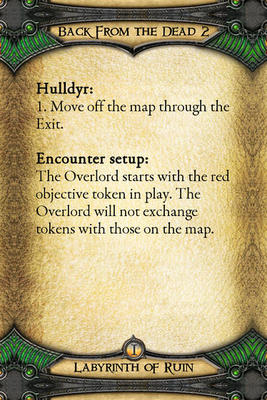 Back From the Dead 2
Hulldyr:
1. Move off the map through the
Exit.
Encounter setup:
The Overlord starts with the red
objective token in play. The
Overlord will not exchange
tokens with those on the map.
1
Labyrinth of Ruin